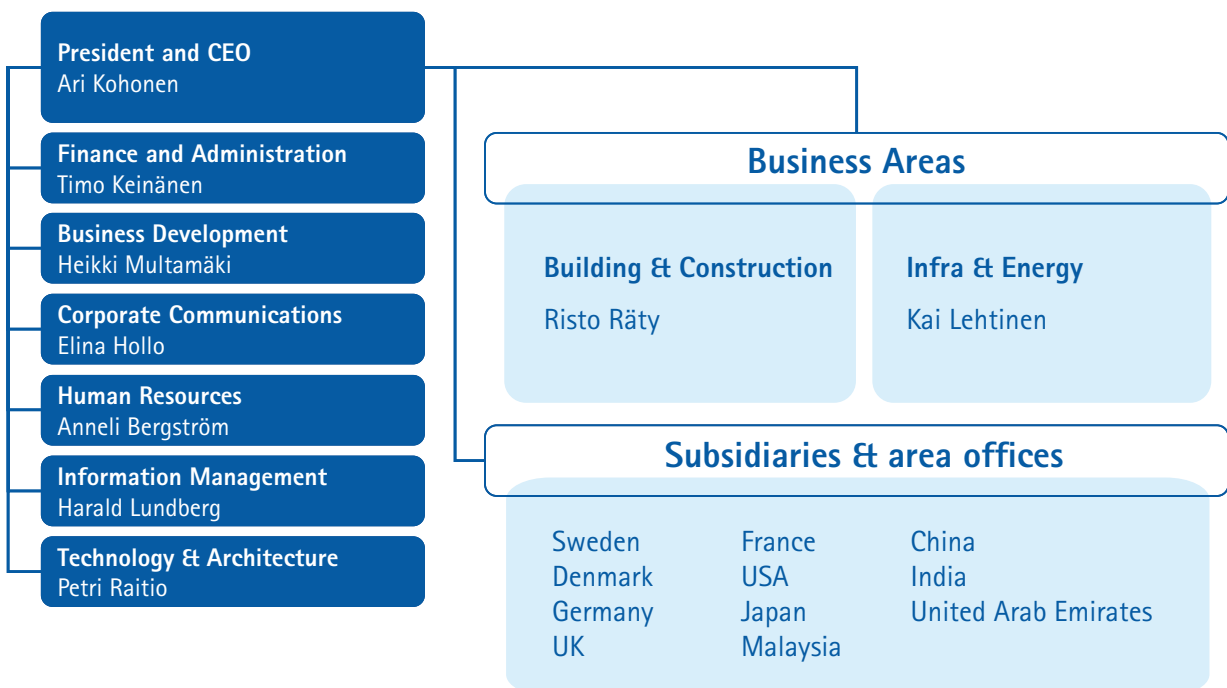 President and CEO
Ari Kohonen
Finance and Administration
Timo Keinänen
Business Development
Heikki Multamäki
Corporate Communications
Elina Hollo
Human Resources
Anneli Bergström
Information Management
Harald Lundberg
Technology & Architecture
Petri Raitio
Business Areas
Building & Construction
Risto Räty
Infra & Energy
Kai Lehtinen
Subsidiaries & area offices
Sweden
Denmark
Germany
UK
France
USA
Japan
Malaysia
China
India
United Arab Emirates